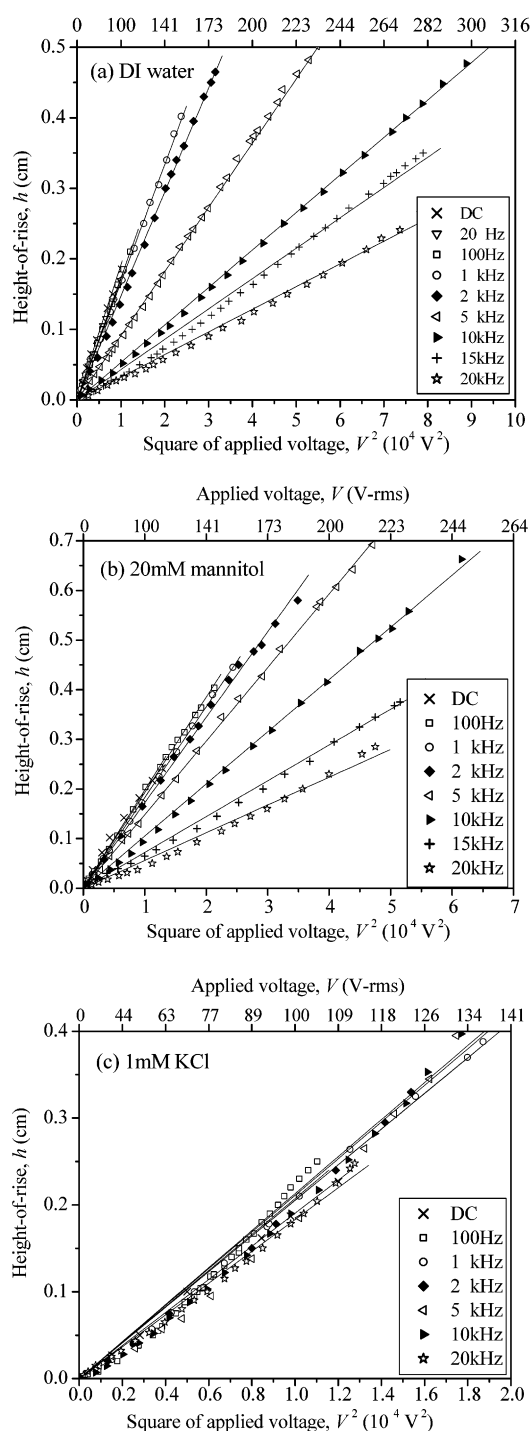 0 100 141 173 200 223 244 264 282 300 316
0.5
0.4
0.3
0.2
0.1
0.0
Height-of-rise, h (cm)
(a) DI water
DC
20 Hz
100Hz
1 kHz
2 kHz
5 kHz
10kHz
15kHz
20kHz
0 1 2 3 4 5 6 7 8 9 10
Square of applied voltage, V² (10⁴ V²)
Applied voltage, V (V-rms)
0 100 141 173 200 223 244 264
0.7
0.6
0.5
0.4
0.3
0.2
0.1
0.0
Height-of-rise, h (cm)
(b) 20mM mannitol
DC
100Hz
1 kHz
2 kHz
5 kHz
10kHz
15kHz
20kHz
0 1 2 3 4 5 6 7
Square of applied voltage, V² (10⁴ V²)
Applied voltage, V (V-rms)
0 44 63 77 89 100 109 118 126 134 141
0.4
0.3
0.2
0.1
0.0
Height-of-rise, h (cm)
(c) 1mM KCl
DC
100Hz
1 kHz
2 kHz
5 kHz
10kHz
20kHz
0.0 0.2 0.4 0.6 0.8 1.0 1.2 1.4 1.6 1.8 2.0
Square of applied voltage, V² (10⁴ V²)